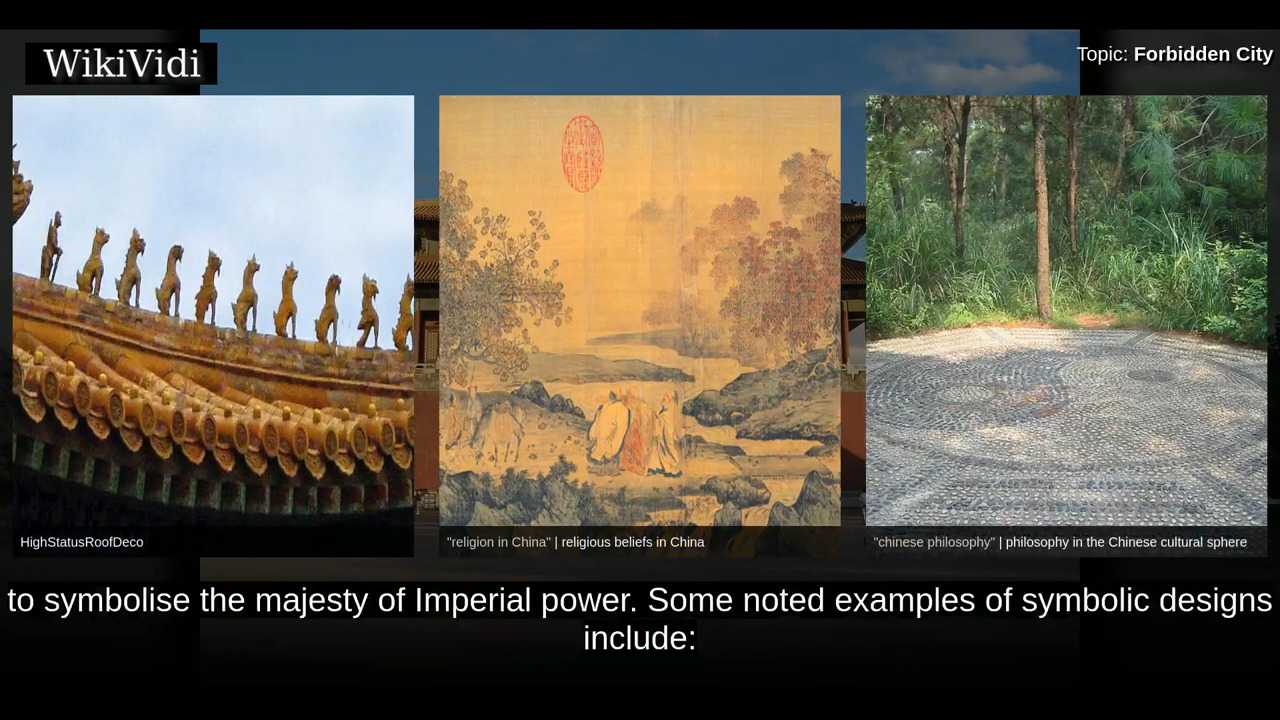 WikiVidi
Topic: Forbidden City
HighStatusRoofDeco
"religion in China" | religious beliefs in China
"chinese philosophy" | philosophy in the Chinese cultural sphere
to symbolise the majesty of Imperial power. Some noted examples of symbolic designs
include: